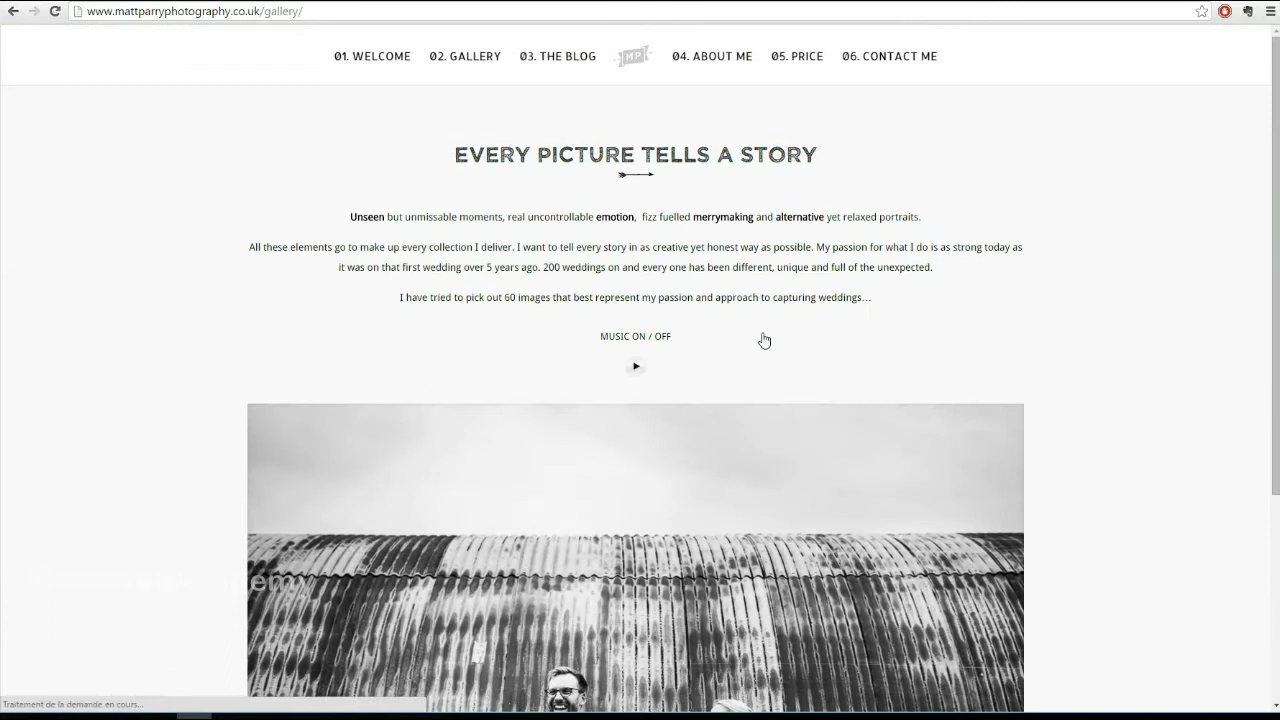 www.mattparryphotography.co.uk/gallery/
01. WELCOME 02. GALLERY 03. THE BLOG MP 04. ABOUT ME 05. PRICE 06. CONTACT ME
EVERY PICTURE TELLS A STORY
Unseen but unmissable moments, real uncontrollable emotion, fizz fuelled merrymaking and alternative yet relaxed portraits.
All these elements go to make up every collection I deliver. I want to tell every story in as creative yet honest way as possible. My passion for what I do is as strong today as
it was on that first wedding over 5 years ago. 200 weddings on and every one has been different, unique and full of the unexpected.
I have tried to pick out 60 images that best represent my passion and approach to capturing weddings...
MUSIC ON / OFF
Traitement de la demande en cours...